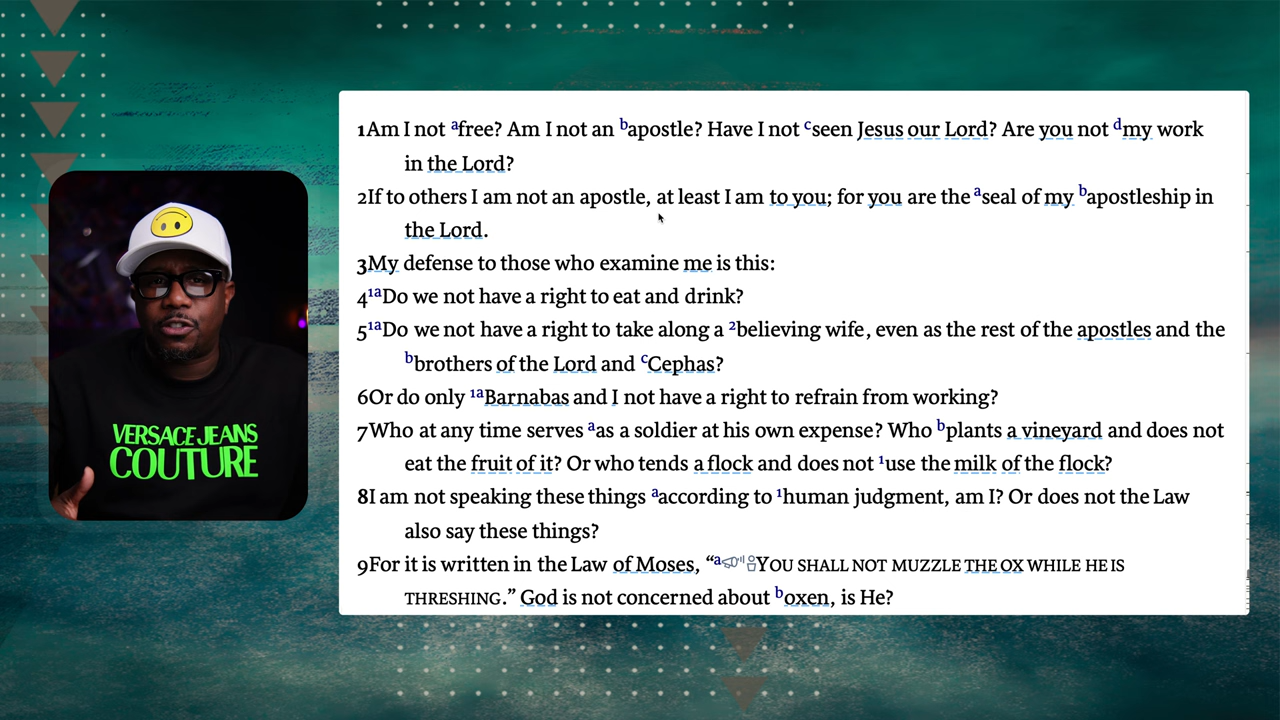 VERSACE JEANS
COUTURE
1Am I not afree? Am I not an bapostle? Have I not cseen Jesus our Lord? Are you not dmy work
in the Lord?
2If to others I am not an apostle, at least I am to you; for you are the aseal of my bapostleship in
the Lord.
3My defense to those who examine me is this:
41aDo we not have a right to eat and drink?
51aDo we not have a right to take along a 2believing wife, even as the rest of the apostles and the
bbrothers of the Lord and cCephas?
6Or do only 1aBarnabas and I not have a right to refrain from working?
7Who at any time serves aas a soldier at his own expense? Who bplants a vineyard and does not
eat the fruit of it? Or who tends a flock and does not 1use the milk of the flock?
8I am not speaking these things aaccording to 1human judgment, am I? Or does not the Law
also say these things?
9For it is written in the Law of Moses, “aYOU SHALL NOT MUZZLE THE OX WHILE HE IS
THRESHING.” God is not concerned about boxen, is He?